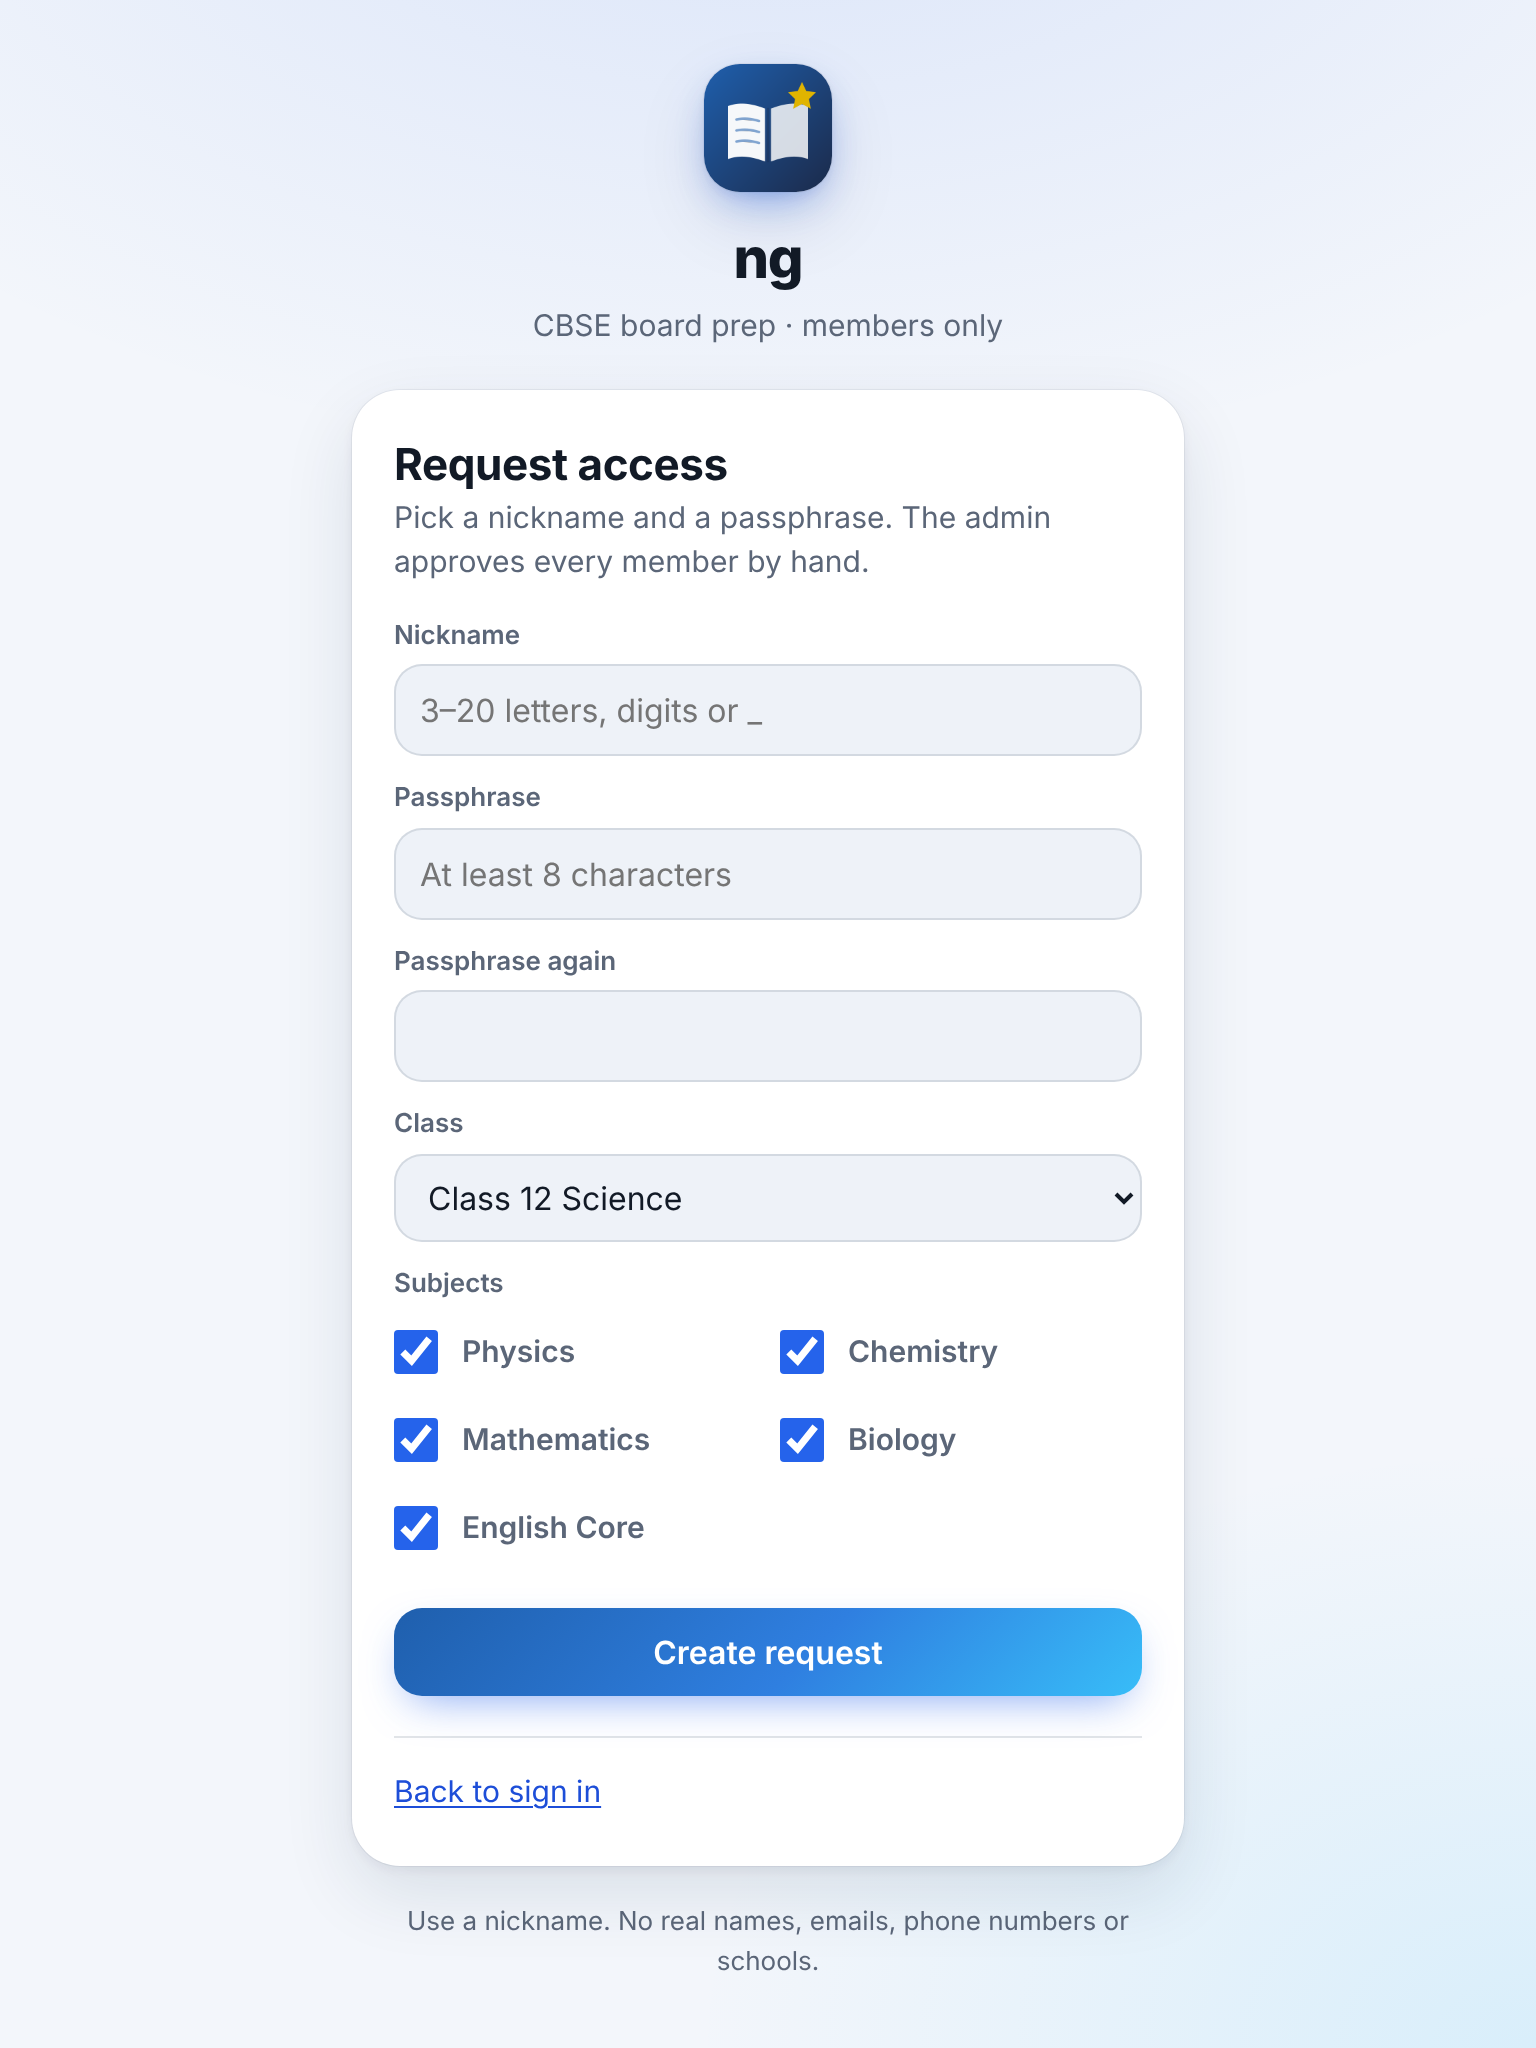 ng
CBSE board prep · members only
Request access
Pick a nickname and a passphrase. The admin
approves every member by hand.
Nickname
3–20 letters, digits or _
Passphrase
At least 8 characters
Passphrase again
Class
Class 12 Science
Subjects
Physics
Chemistry
Mathematics
Biology
English Core
Create request
Back to sign in
Use a nickname. No real names, emails, phone numbers or
schools.